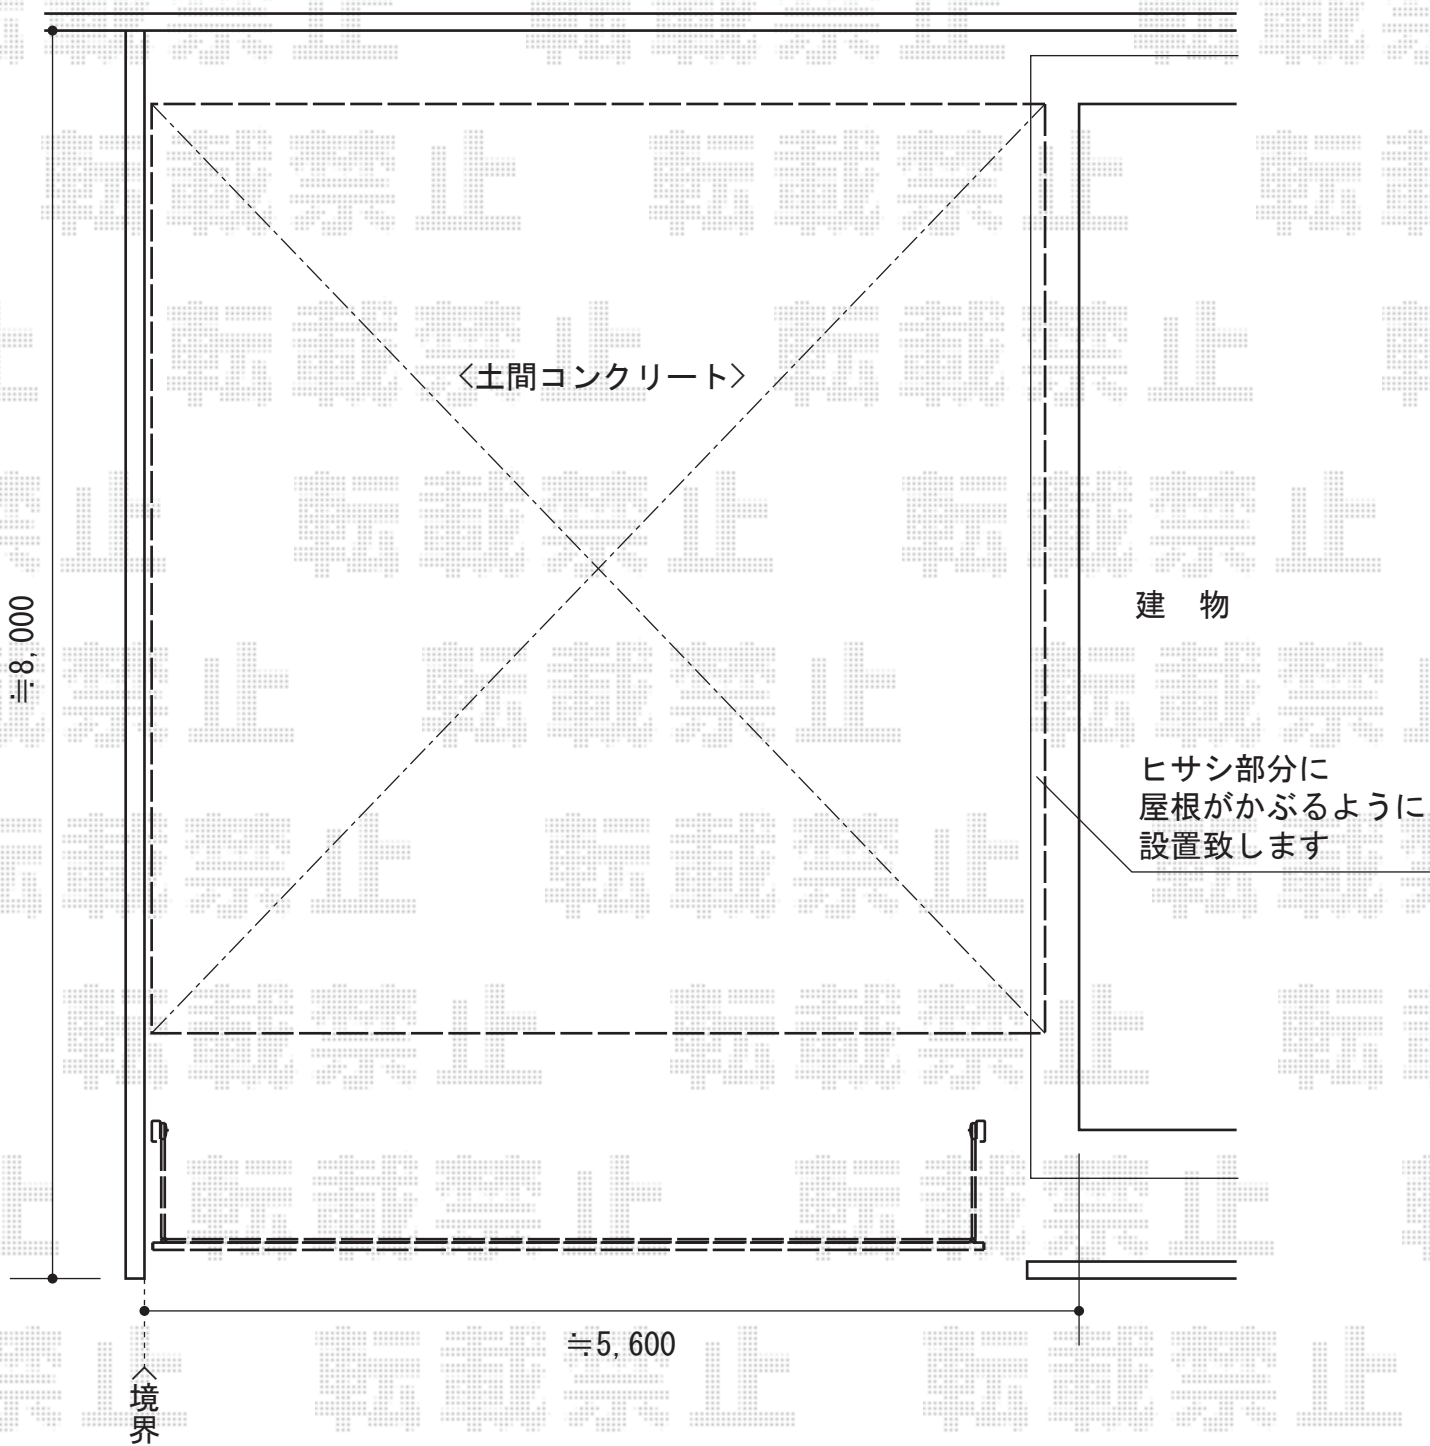 〈土間コンクリート〉
≒8,000
建　物
ヒサシ部分に
屋根がかぶるように
設置致します
≒5,600
〈境界
転載禁止